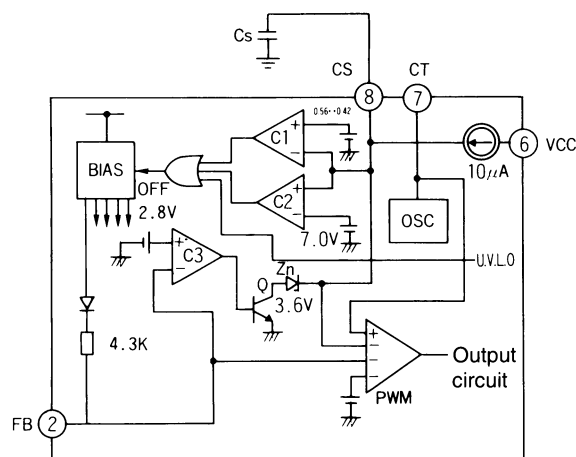 Cs
CS
CT
8
7
0.56↔0.42
C1
6
VCC
BIAS
OFF
10μA
C2
OSC
2.8V
7.0V
C3
U.V.L.O
Zn
Q
3.6V
4.3K
Output
circuit
PWM
FB
2